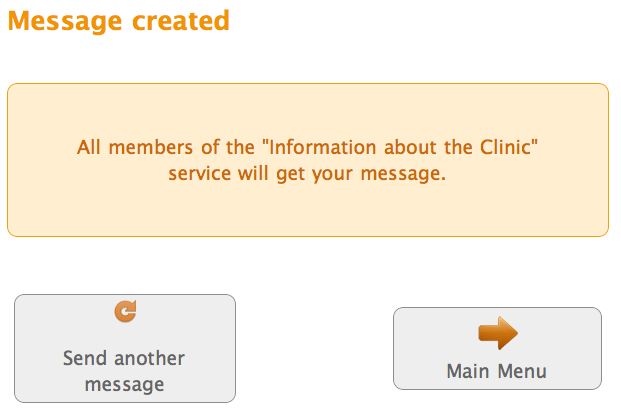 Message created
All members of the "Information about the Clinic"
service will get your message.
Send another
message
Main Menu